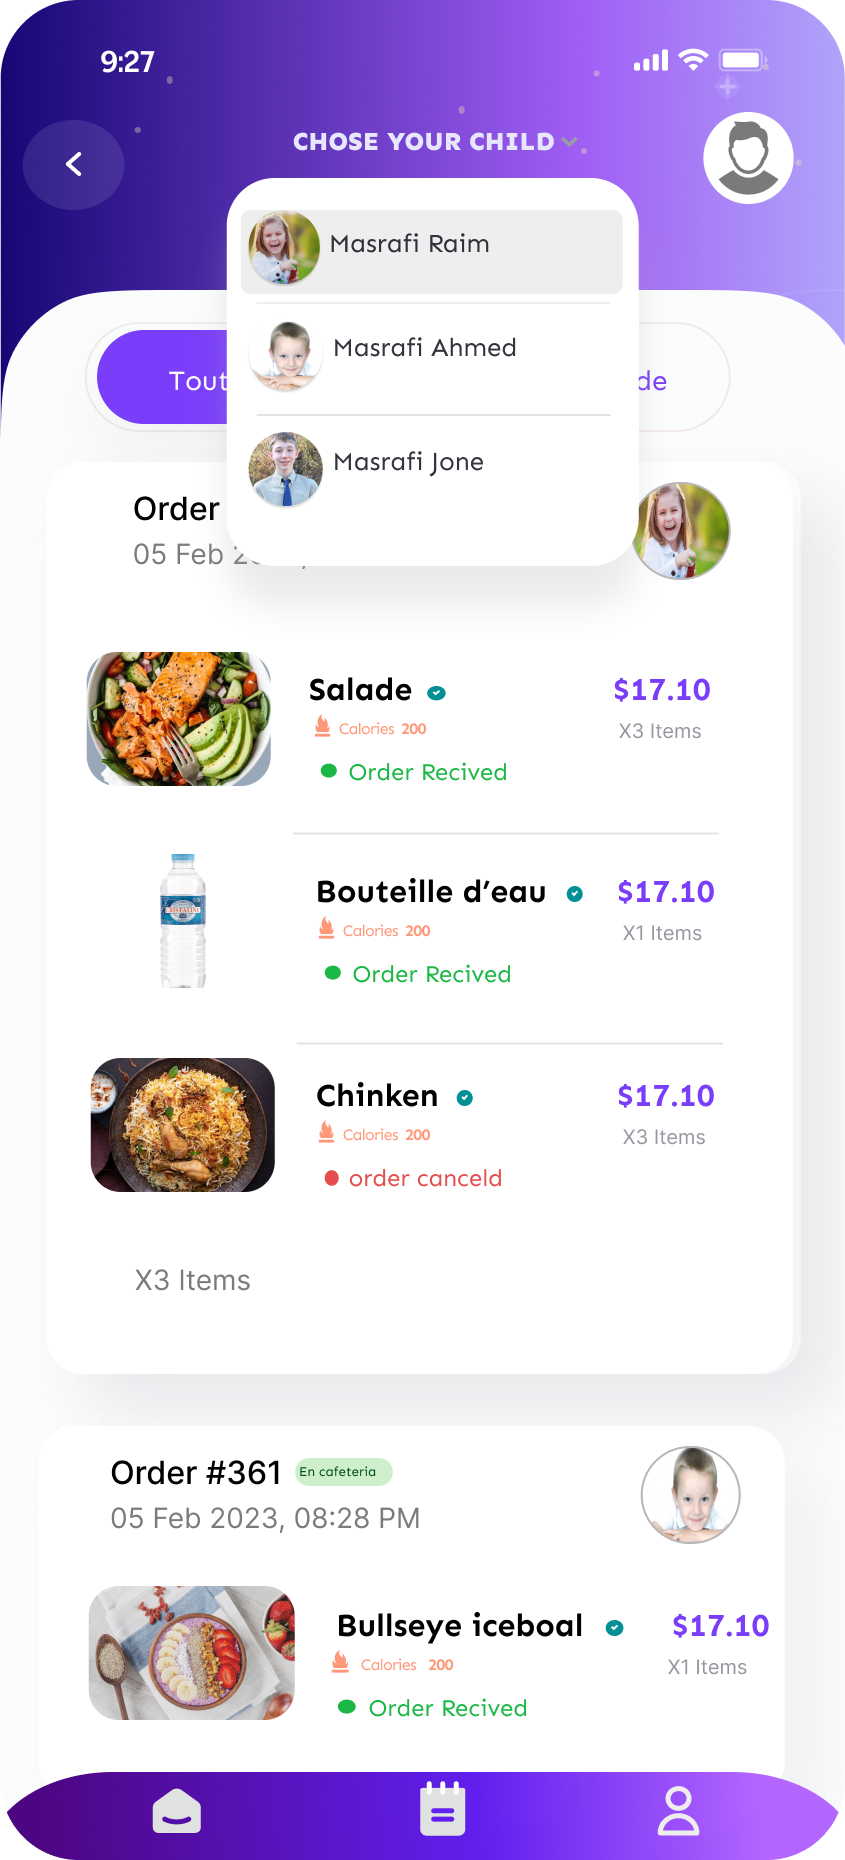 9:27
CHOSE YOUR CHILD
Masrafi Raim
Masrafi Ahmed
Tout
de
Masrafi Jone
Order
05 Feb
Salade $17.10
Calories 200 X3 Items
Order Recived
Bouteille d'eau $17.10
CRISTALINE
Calories 200 X1 Items
Order Recived
Chinken $17.10
Calories 200 X3 Items
order canceld
X3 Items
Order #361 En cafeteria
05 Feb 2023, 08:28 PM
Bullseye iceboal $17.10
Calories 200 X1 Items
Order Recived